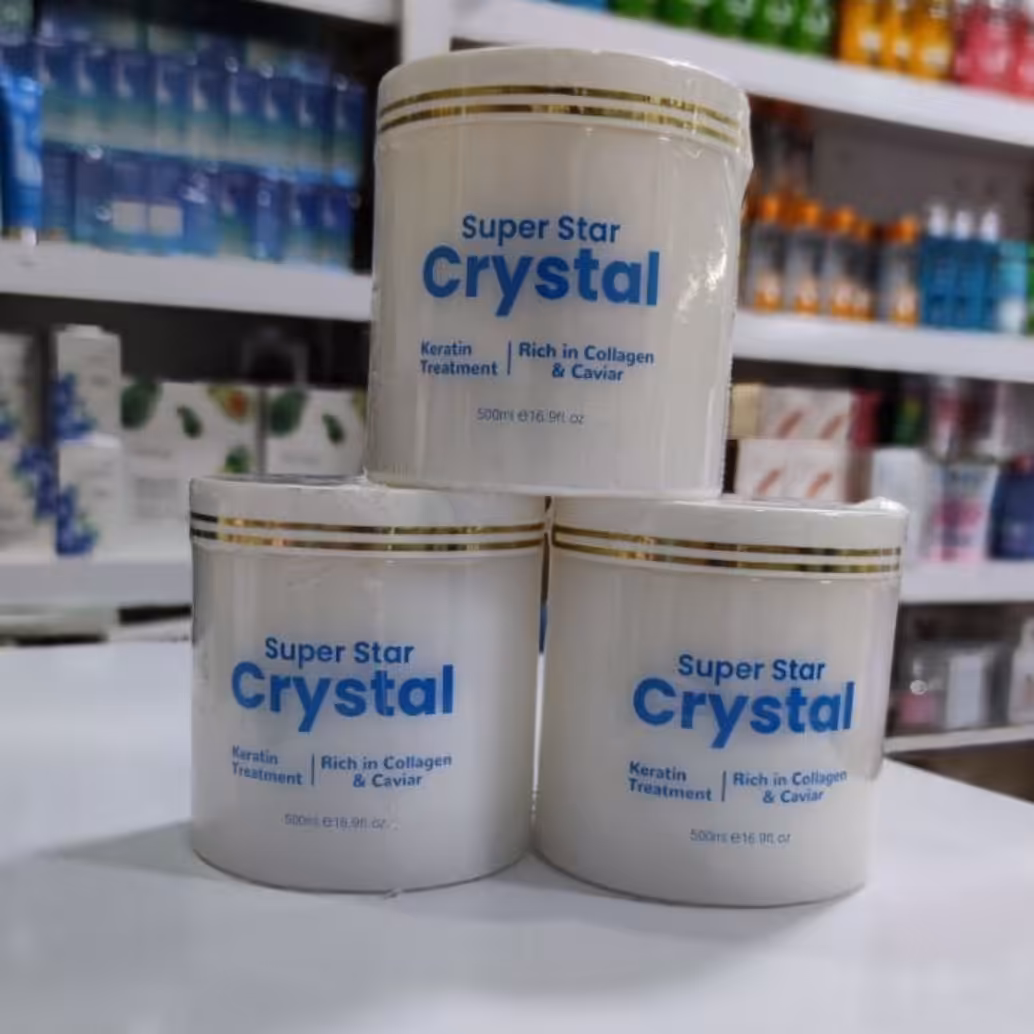 Super Star
Crystal
Keratin
Treatment
Rich in Collagen
& Caviar
500ml e16.9fl. oz
Super Star
Crystal
Keratin
Treatment
Rich in Collagen
& Caviar
500ml e16.9fl. oz
Super Star
Crystal
Keratin
Treatment
Rich in Collagen
& Caviar
500ml e16.9fl. oz